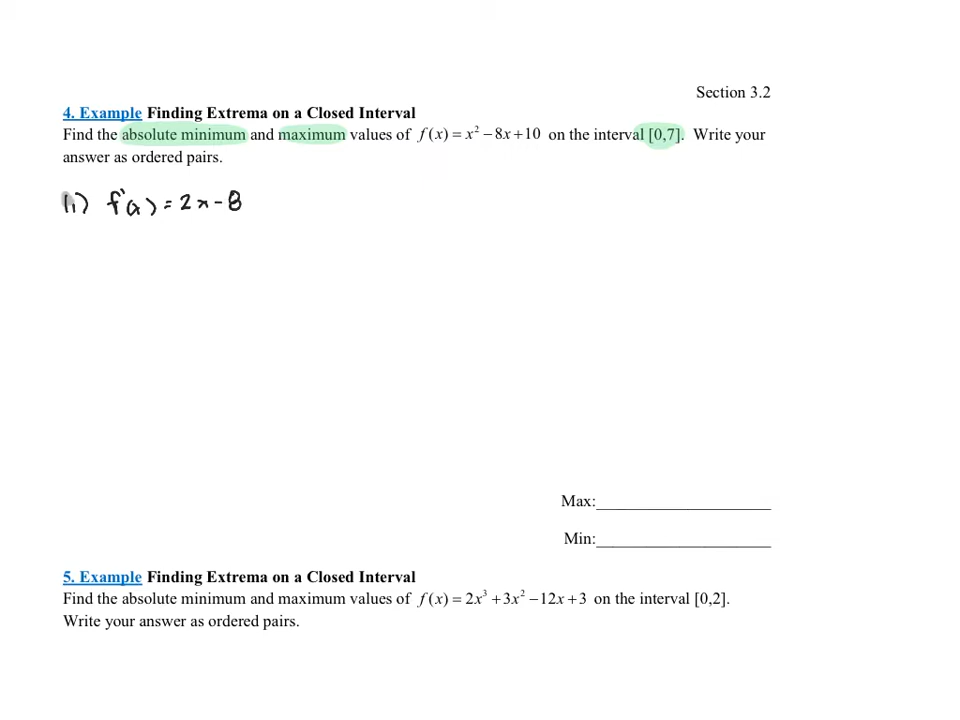 Section 3.2
4. Example Finding Extrema on a Closed Interval
Find the absolute minimum and maximum values of f(x) = x² − 8x + 10 on the interval [0,7]. Write your
answer as ordered pairs.
(1) f'(x) = 2x - 8
Max:
Min:
5. Example Finding Extrema on a Closed Interval
Find the absolute minimum and maximum values of f(x) = 2x³ + 3x² − 12x + 3 on the interval [0,2].
Write your answer as ordered pairs.